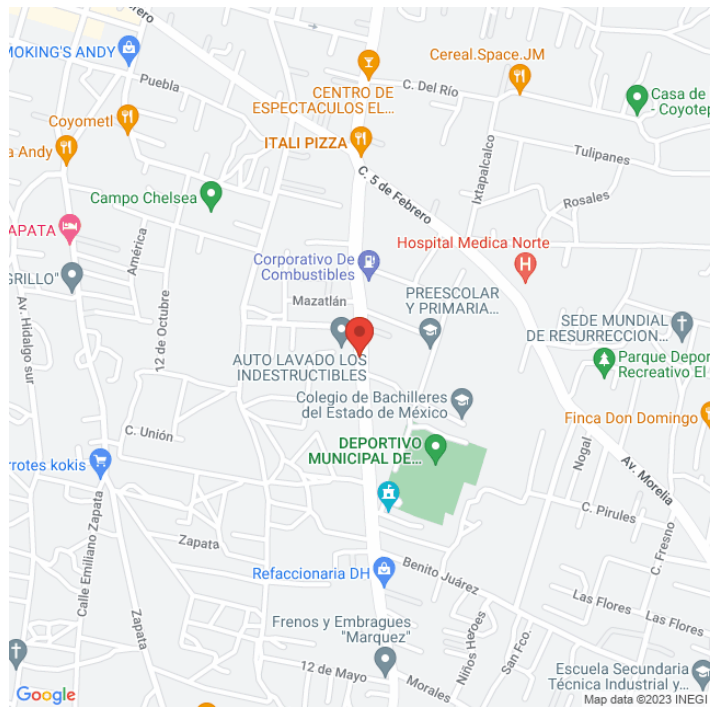 MOKING'S ANDY
Febrero
Puebla
CENTRO DE
ESPECTACULOS EL...
Cereal.Space.JM
C. Del Río
Casa de
- Coyotep
Coyometl
a Andy
ITALI PIZZA
Tulipanes
Ixtapalcalco
C. 5 de Febrero
Rosales
Campo Chelsea
ZAPATA
América
Hospital Medica Norte
Corporativo De
Combustibles
GRILLO"
Mazatlán
PREESCOLAR
Y PRIMARIA...
Av. Hidalgo sur
12 de Octubre
SEDE MUNDIAL
DE RESURRECCION...
AUTO LAVADO LOS
INDESTRUCTIBLES
Parque Depor
Recreativo El
Colegio de Bachilleres
del Estado de México
Finca Don Domingo
C. Unión
DEPORTIVO
MUNICIPAL DE...
Nogal
Av. Morelia
rrotes kokis
Calle Emiliano Zapata
C. Pirules
C. Fresno
Zapata
Refaccionaria DH
Benito Juárez
Las Flores
Las Flores
Zapata
Frenos y Embragues
"Marquez"
Niños Heroes
San Fco.
12 de Mayo
Morales
Escuela Secundaria
Técnica Industrial y...
Google
Map data ©2023 INEGI